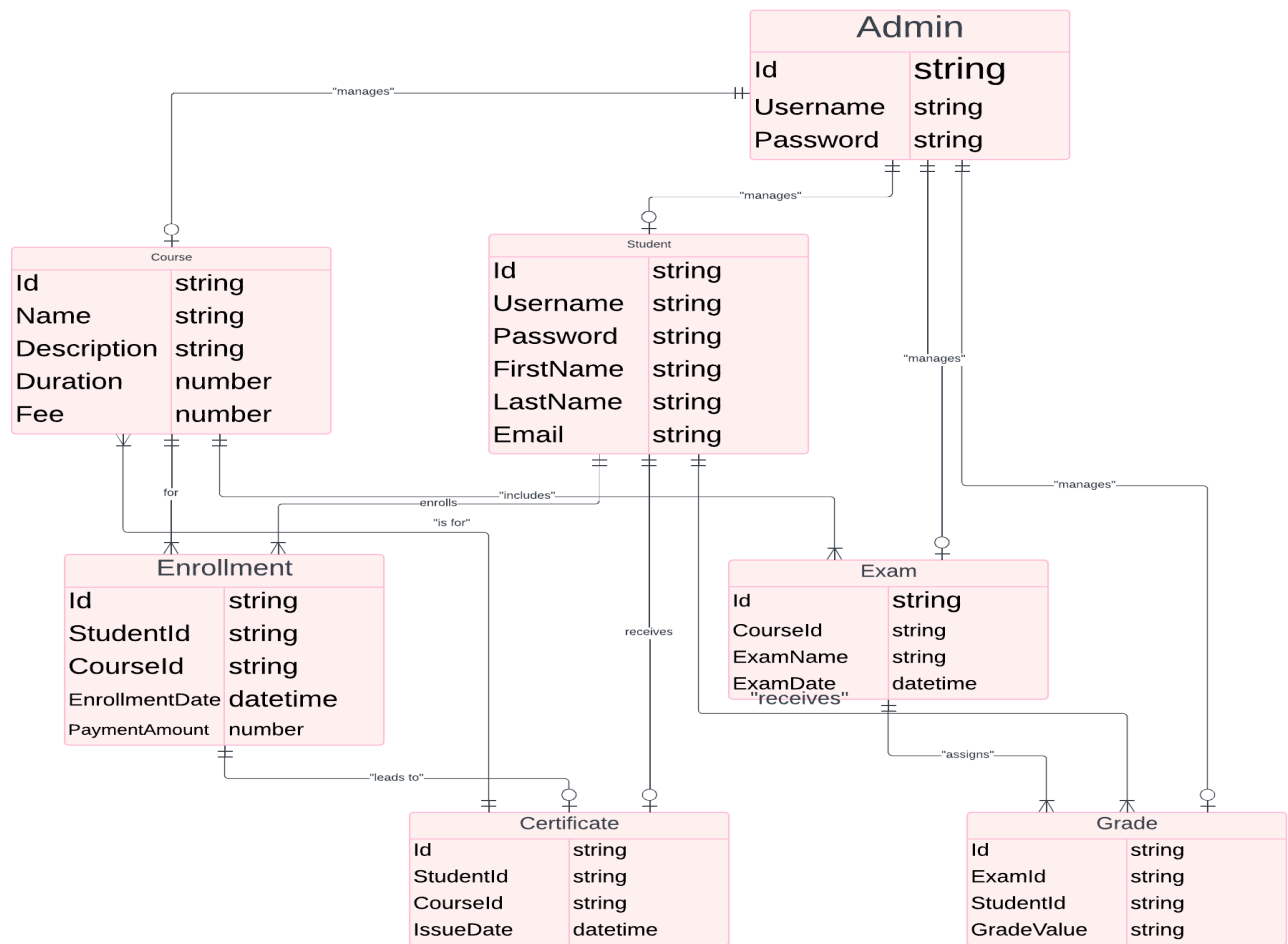 Admin
Id string
Username string
Password string
"manages"
"manages"
Course
Id string
Name string
Description string
Duration number
Fee number
Student
Id string
Username string
Password string
FirstName string
LastName string
Email string
"manages"
"manages"
for
enrolls
"includes"
"is for"
Enrollment
Id string
StudentId string
CourseId string
EnrollmentDate datetime
PaymentAmount number
receives
Exam
Id string
CourseId string
ExamName string
ExamDate datetime
"receives"
"assigns"
"leads to"
Certificate
Id string
StudentId string
CourseId string
IssueDate datetime
Grade
Id string
ExamId string
StudentId string
GradeValue string